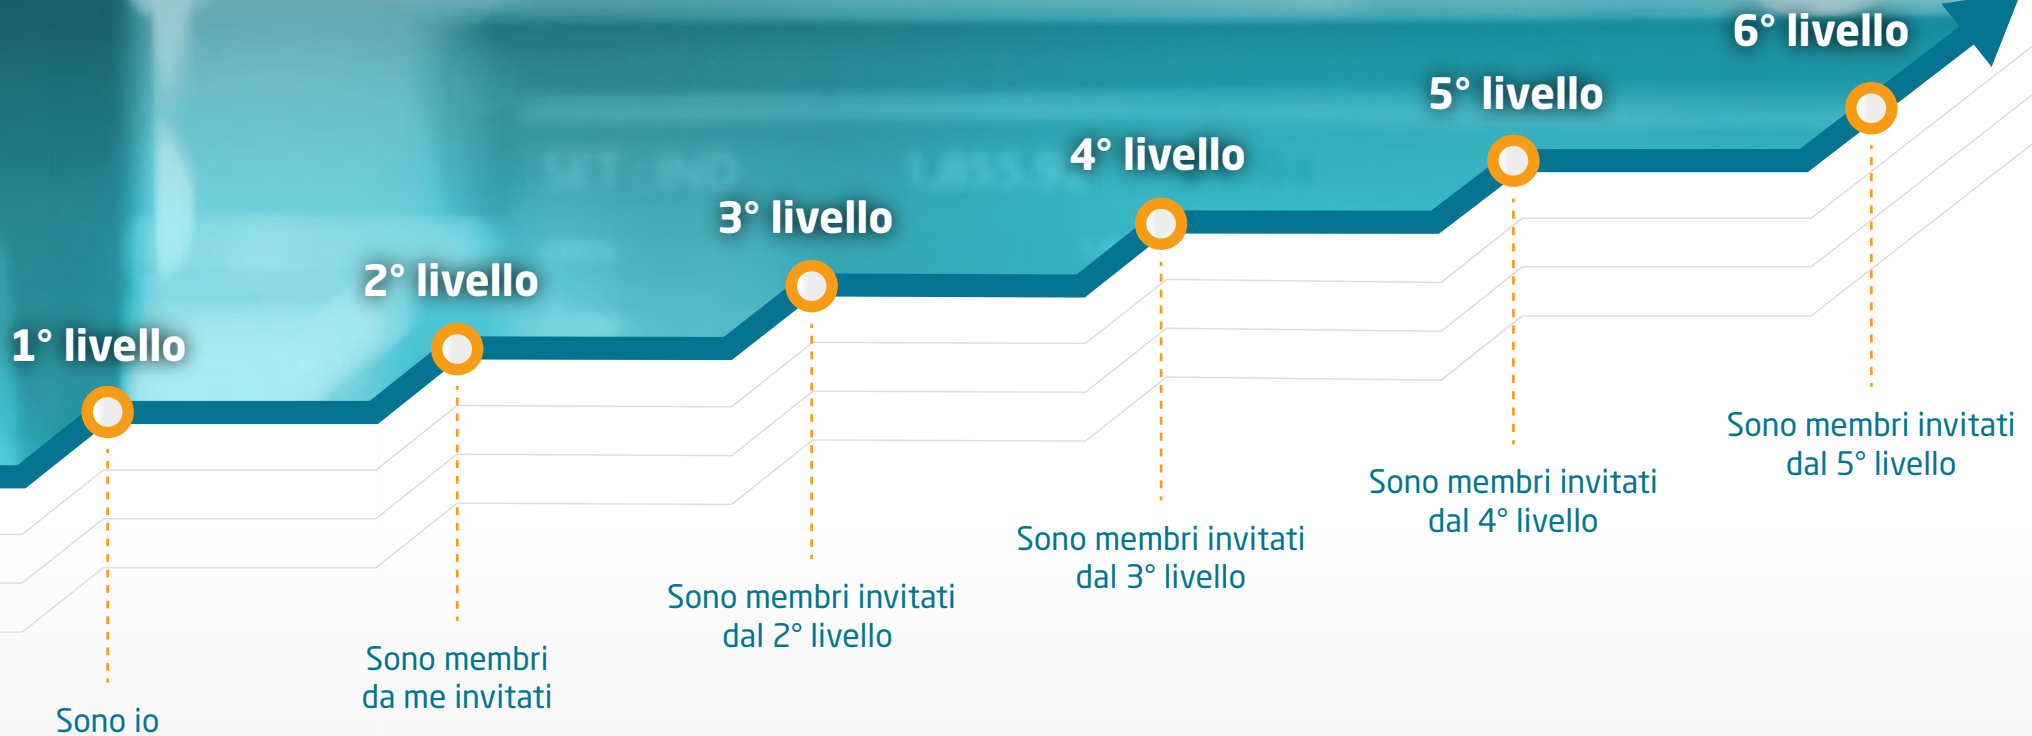 1° livello
Sono io
2° livello
Sono membri
da me invitati
3° livello
Sono membri invitati
dal 2° livello
4° livello
Sono membri invitati
dal 3° livello
5° livello
Sono membri invitati
dal 4° livello
6° livello
Sono membri invitati
dal 5° livello